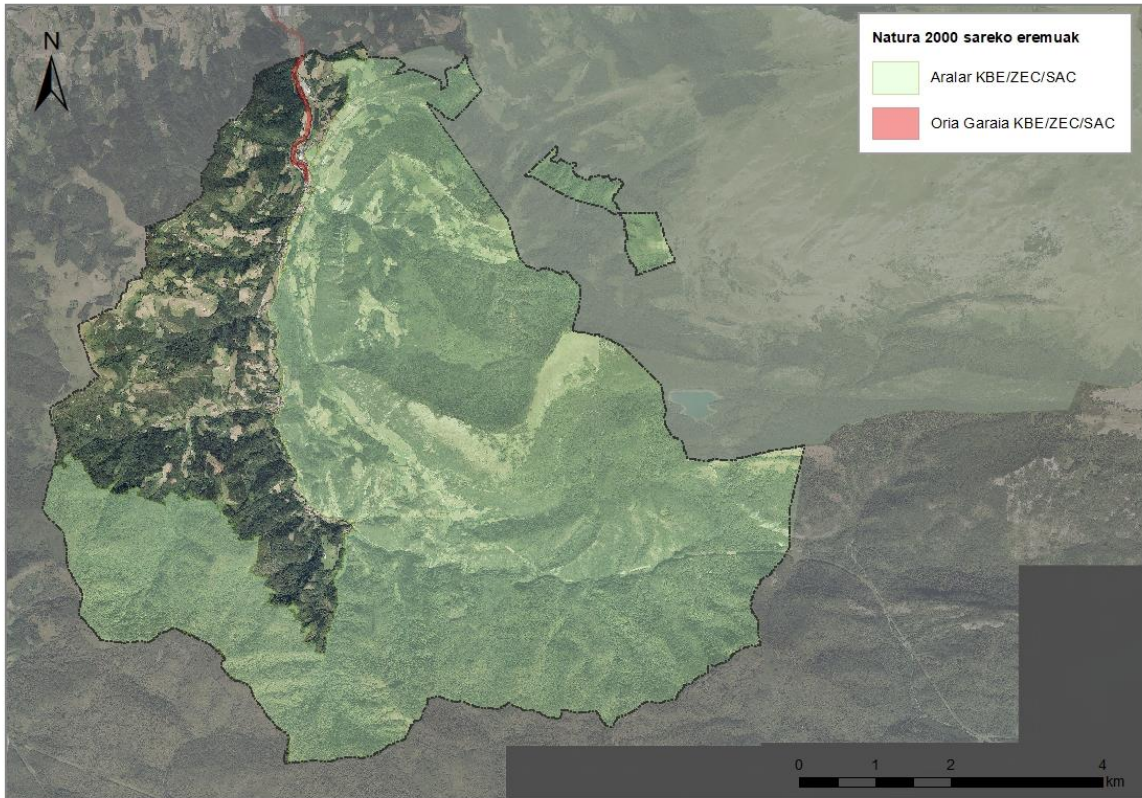 N
Natura 2000 sareko eremuak
Aralar KBE/ZEC/SAC
Oria Garaia KBE/ZEC/SAC
0 1 2 4
km